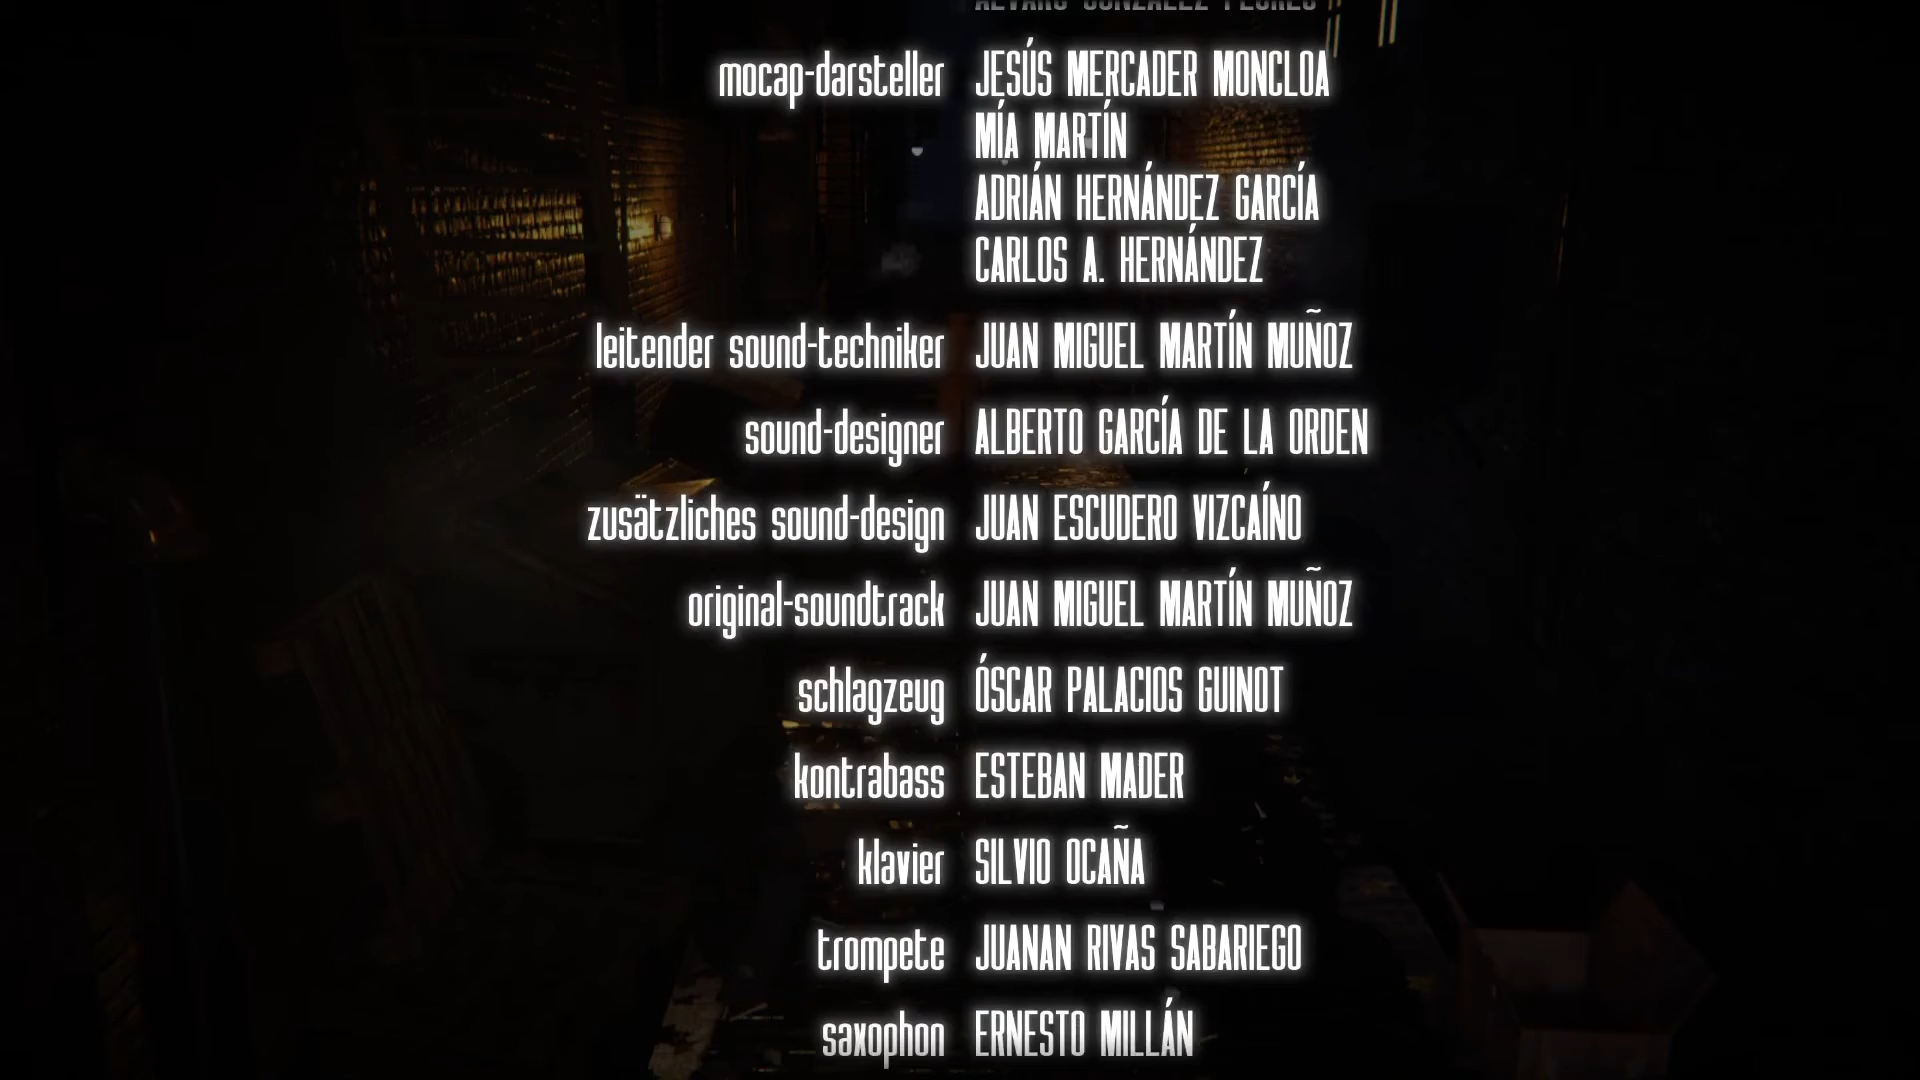 mocap-darsteller JESÚS MERCADER MONCLOA
MÍA MARTÍN
ADRIÁN HERNÁNDEZ GARCÍA
CARLOS A. HERNÁNDEZ
leitender sound-techniker JUAN MIGUEL MARTÍN MUÑOZ
sound-designer ALBERTO GARCÍA DE LA ORDEN
zusätzliches sound-design JUAN ESCUDERO VIZCAÍNO
original-soundtrack JUAN MIGUEL MARTÍN MUÑOZ
schlagzeug ÓSCAR PALACIOS GUINOT
kontrabass ESTEBAN MADER
klavier SILVIO OCAÑA
trompete JUANAN RIVAS SABARIEGO
saxophon ERNESTO MILLÁN